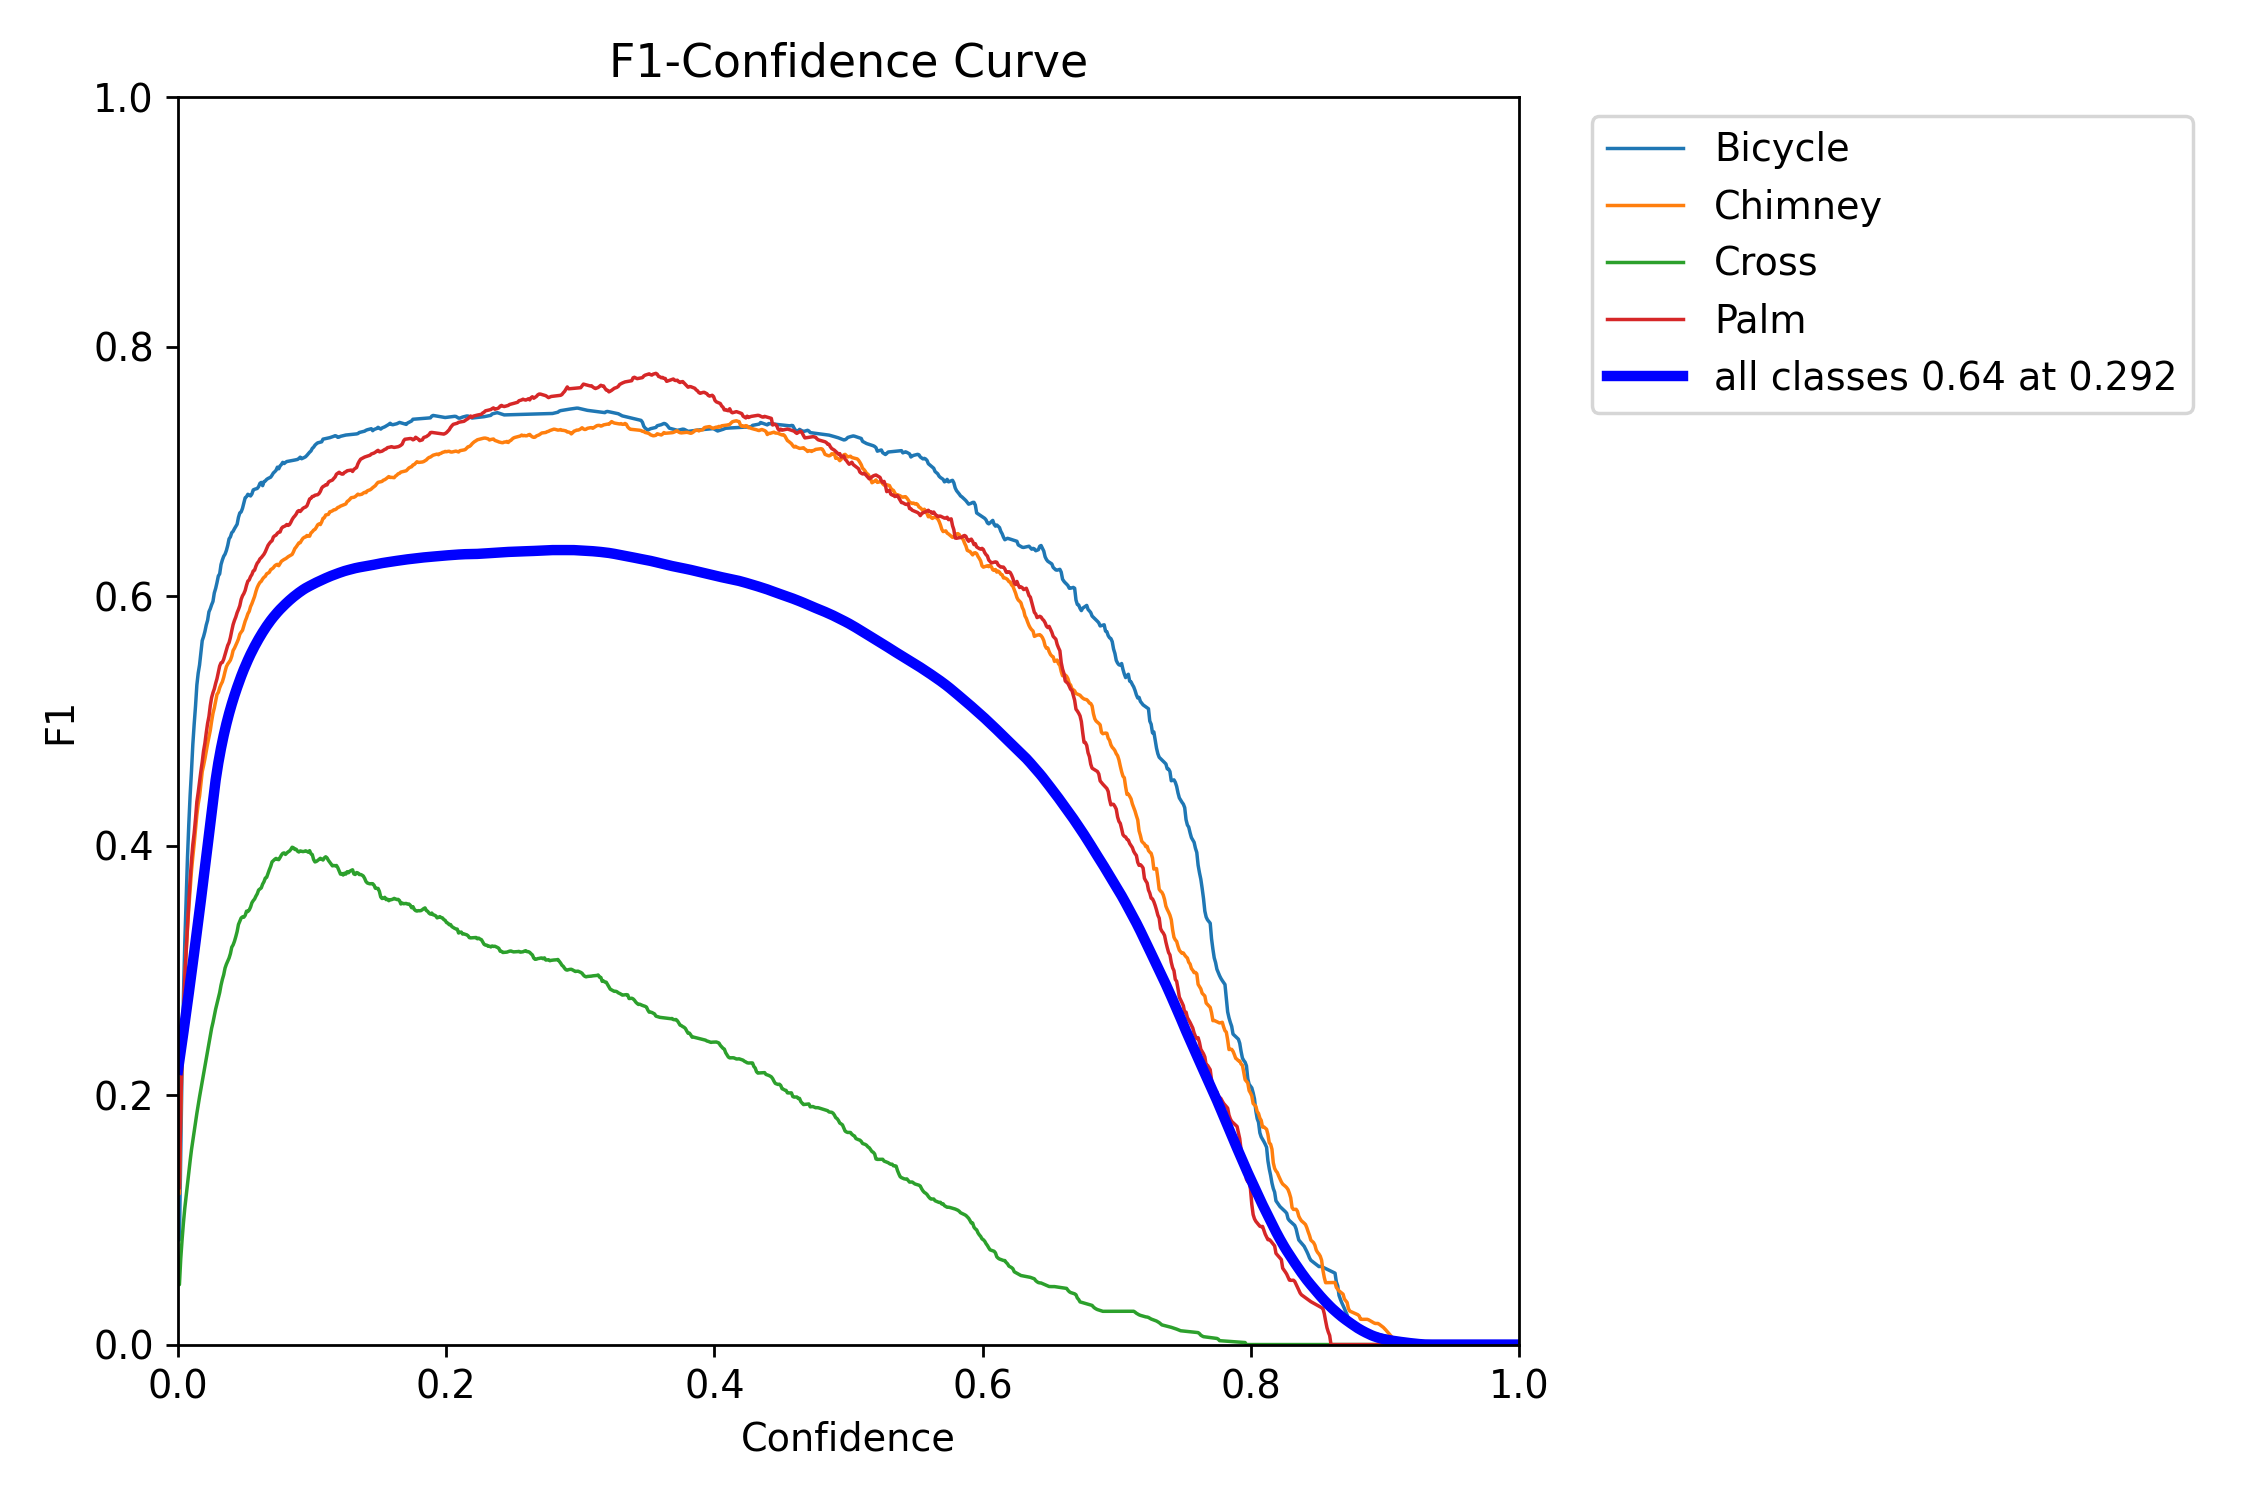 F1-Confidence Curve
1.0
0.8
0.6
0.4
0.2
0.0
F1
0.0 0.2 0.4 0.6 0.8 1.0
Confidence
Bicycle
Chimney
Cross
Palm
all classes 0.64 at 0.292